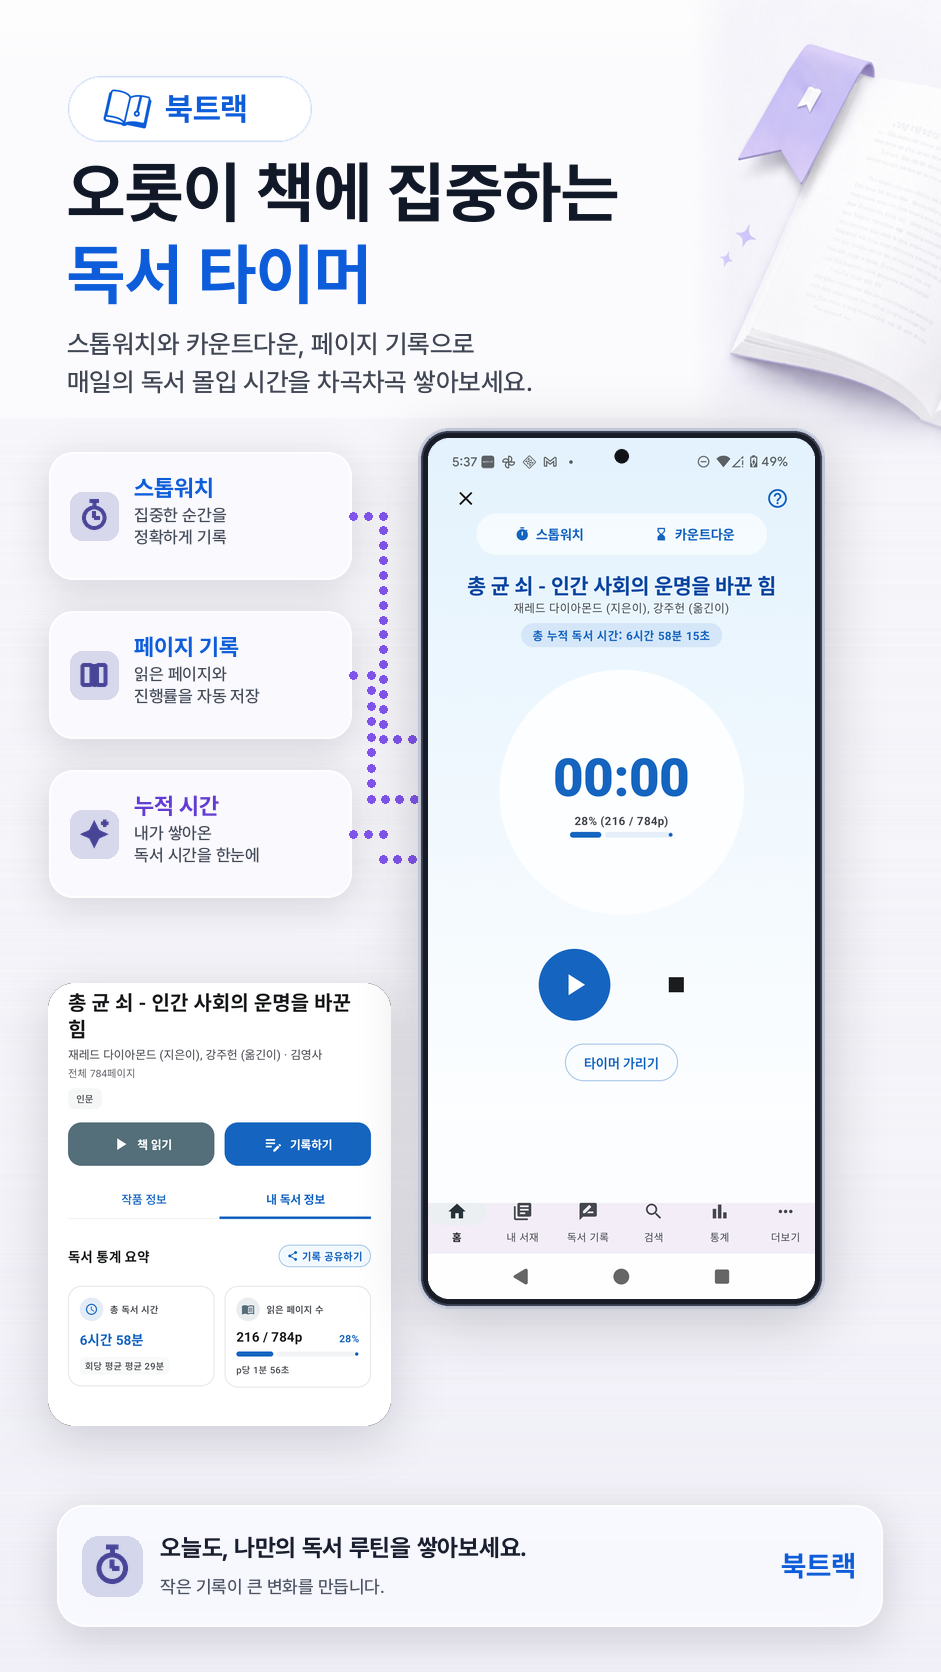 북트랙
오롯이 책에 집중하는
독서 타이머
스톱워치와 카운트다운, 페이지 기록으로
매일의 독서 몰입 시간을 차곡차곡 쌓아보세요.
스톱워치
집중한 순간을
정확하게 기록
페이지 기록
읽은 페이지와
진행률을 자동 저장
누적 시간
내가 쌓아온
독서 시간을 한눈에
5:37
49%
스톱워치
카운트다운
총 균 쇠 - 인간 사회의 운명을 바꾼 힘
재레드 다이아몬드 (지은이), 강주헌 (옮긴이)
총 누적 독서 시간: 6시간 58분 15초
00:00
28% (216 / 784p)
타이머 가리기
홈
내 서재
독서 기록
검색
통계
더보기
총 균 쇠 - 인간 사회의 운명을 바꾼
힘
재레드 다이아몬드 (지은이), 강주헌 (옮긴이) · 김영사
전체 784페이지
인문
책 읽기
기록하기
작품 정보
내 독서 정보
독서 통계 요약
기록 공유하기
총 독서 시간
6시간 58분
회당 평균 평균 29분
읽은 페이지 수
216 / 784p
28%
p당 1분 56초
오늘도, 나만의 독서 루틴을 쌓아보세요.
작은 기록이 큰 변화를 만듭니다.
북트랙